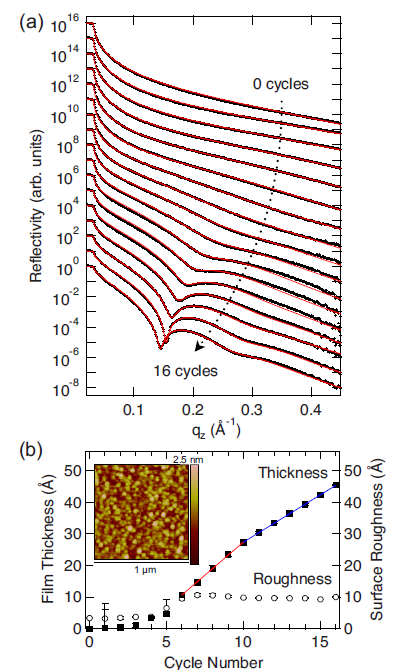 (a)
10^16
10^14
10^12
10^10
10^8
10^6
10^4
10^2
10^0
10^-2
10^-4
10^-6
10^-8
Reflectivity (arb. units)
0 cycles
16 cycles
0.1 0.2 0.3 0.4
q_z (Å^-1)
(b)
50
40
30
20
10
0
Film Thickness (Å)
2.5 nm
1 μm
Thickness
Roughness
50
40
30
20
10
0
Surface Roughness (Å)
0 5 10 15
Cycle Number